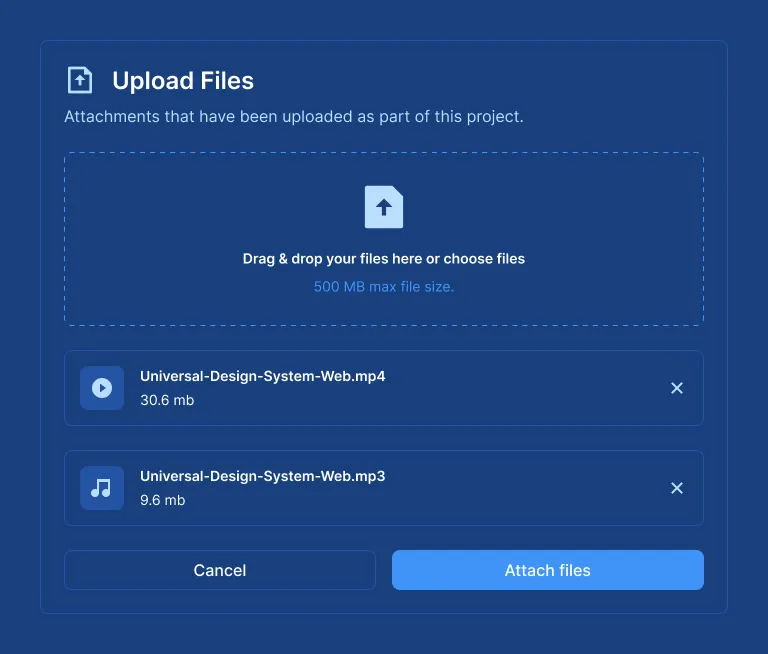 Upload Files
Attachments that have been uploaded as part of this project.
Drag & drop your files here or choose files
500 MB max file size.
Universal-Design-System-Web.mp4
30.6 mb
Universal-Design-System-Web.mp3
9.6 mb
Cancel
Attach files